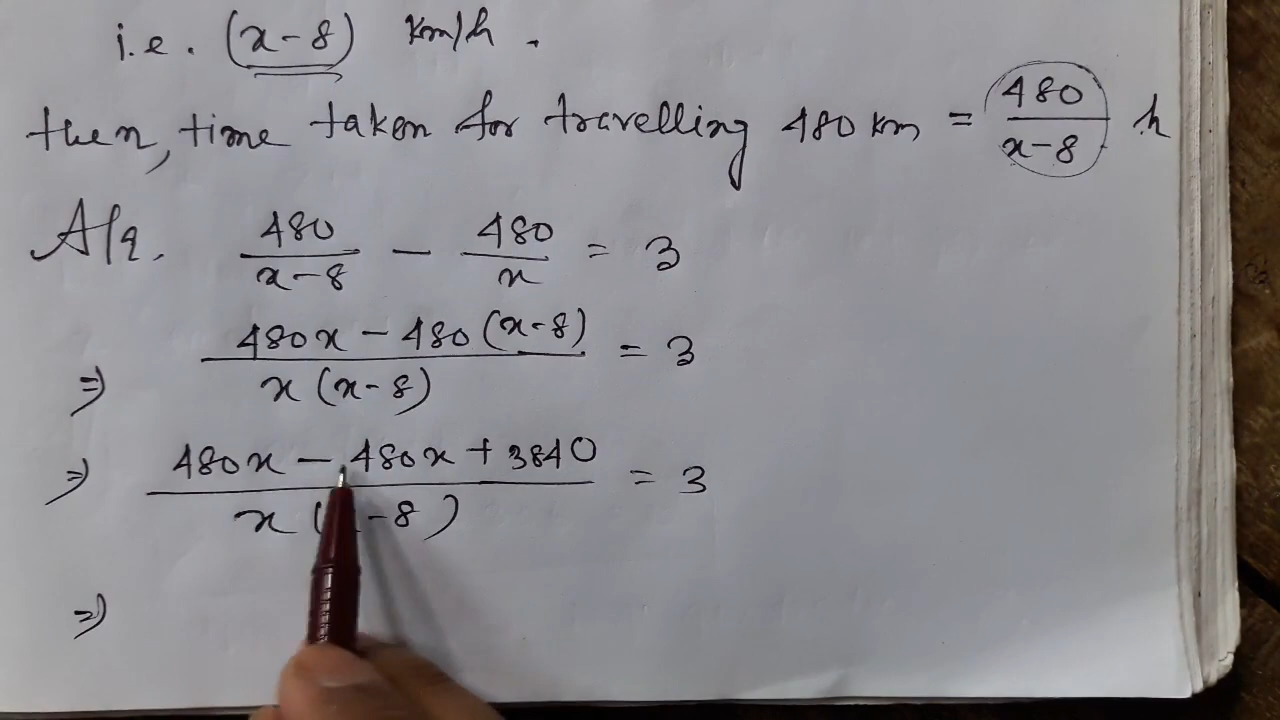 i.e. (x-8) km/h.
then, time taken for travelling 480 km = 480/(x-8) h
A/q. 480/(x-8) - 480/x = 3
⇒ (480x - 480(x-8))/(x(x-8)) = 3
⇒ (480x - 480x + 3840)/(x(x-8)) = 3
⇒